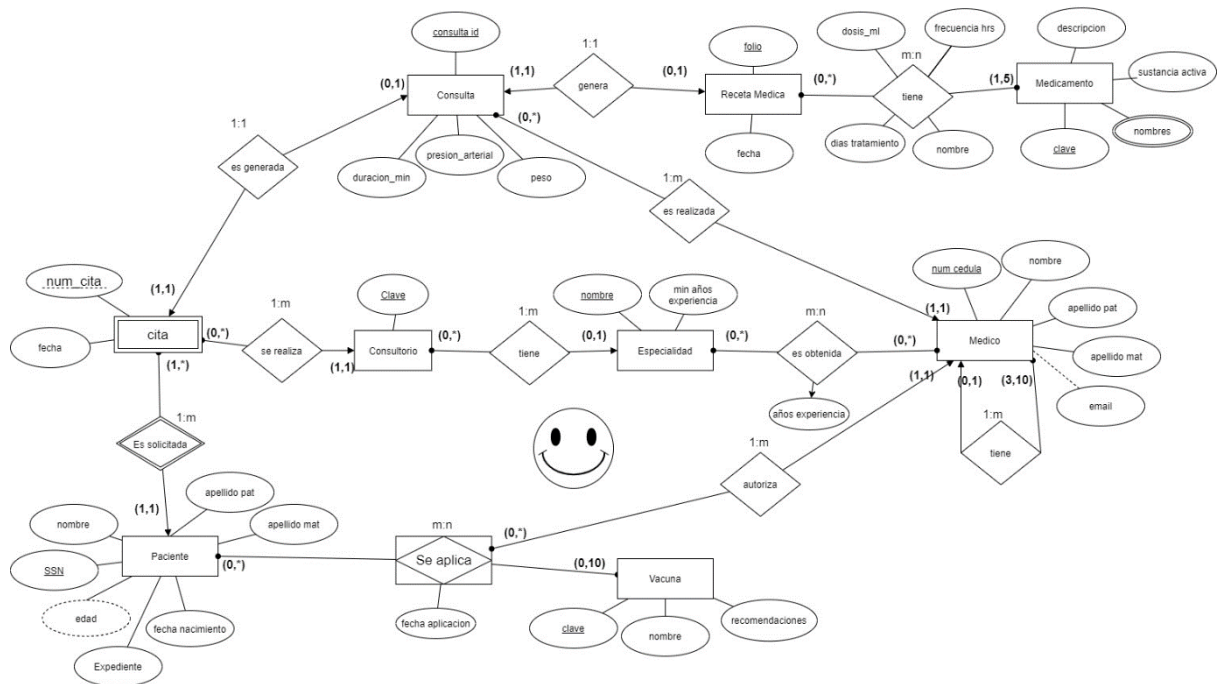 consulta id
1:1
(0,1)
(1,1)
Consulta
genera
(0,1)
folio
Receta Medica
fecha
(0,*)
dosis_ml
frecuencia hrs
m:n
tiene
dias tratamiento
nombre
(1,5)
descripcion
Medicamento
sustancia activa
nombres
clave
(0,*)
duracion_min
presion_arterial
peso
1:1
es generada
1:m
es realizada
num_cita
(1,1)
cita
fecha
(0,*)
(1,*)
1:m
se realiza
Clave
Consultorio
(1,1)
(0,*)
1:m
tiene
(0,1)
nombre
min años
experiencia
Especialidad
(0,*)
m:n
es obtenida
años experiencia
(0,*)
num cedula
nombre
(1,1)
Medico
apellido pat
apellido mat
email
(1,1)
(0,1)
(3,10)
1:m
tiene
1:m
Es solicitada
(1,1)
1:m
autoriza
apellido pat
nombre
apellido mat
Paciente
SSN
edad
Expediente
fecha nacimiento
(0,*)
m:n
Se aplica
(0,*)
fecha aplicacion
(0,10)
Vacuna
clave
nombre
recomendaciones